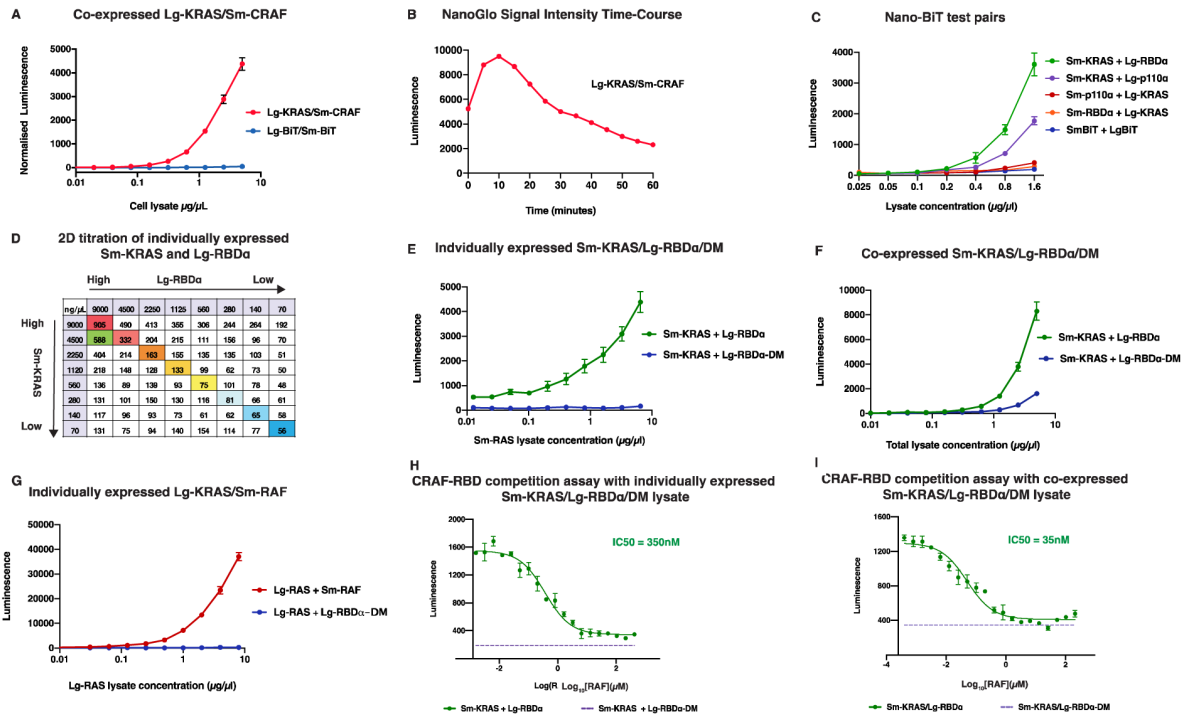 A
Co-expressed Lg-KRAS/Sm-CRAF
Normalised Luminescence
5000
4000
3000
2000
1000
0
0.01
0.1
1
10
Cell lysate µg/µL
Lg-KRAS/Sm-CRAF
Lg-BiT/Sm-BiT
B
NanoGlo Signal Intensity Time-Course
Luminescence
10000
8000
6000
4000
2000
0
0
10
20
30
40
50
60
Time (minutes)
Lg-KRAS/Sm-CRAF
C
Nano-BiT test pairs
Luminescence
4000
3000
2000
1000
0
0.025
0.05
0.1
0.2
0.4
0.8
1.6
Lysate concentration (µg/µl)
Sm-KRAS + Lg-RBDα
Sm-KRAS + Lg-p110α
Sm-p110α + Lg-KRAS
Sm-RBDα + Lg-KRAS
SmBiT + LgBiT
D
2D titration of individually expressed
Sm-KRAS and Lg-RBDα
High Lg-RBDα Low
ng/µL 9000 4500 2250 1125 560 280 140 70
9000 905 490 413 355 306 244 264 192
4500 588 332 204 215 111 156 96 70
2250 404 214 163 155 135 135 103 51
1120 218 148 128 133 99 62 73 50
560 136 89 139 93 75 101 78 48
280 131 101 150 130 116 81 66 61
140 117 96 93 73 61 62 65 58
70 131 75 94 140 154 114 77 56
High
Sm-KRAS
Low
E
Indvidually expressed Sm-KRAS/Lg-RBDα/DM
Luminescence
5000
4000
3000
2000
1000
0
0.01
0.1
1
10
Sm-RAS lysate concentration (µg/µl)
Sm-KRAS + Lg-RBDα
Sm-KRAS + Lg-RBDα-DM
F
Co-expressed Sm-KRAS/Lg-RBDα/DM
Luminescence
10000
8000
6000
4000
2000
0
0.01
0.1
1
10
Total lysate concentration (µg/µl)
Sm-KRAS + Lg-RBDα
Sm-KRAS + Lg-RBDα-DM
G
Individually expressed Lg-KRAS/Sm-RAF
Luminescence
50000
40000
30000
20000
10000
0
0.01
0.1
1
10
Lg-RAS lysate concentration (µg/µl)
Lg-RAS + Sm-RAF
Lg-RAS + Lg-RBDα-DM
H
CRAF-RBD competition assay with individually expressed
Sm-KRAS/Lg-RBDα/DM lysate
Luminescence
2000
1600
1200
800
400
-2
0
2
IC50 = 350nM
Log(R Log10[RAF](µM)
Sm-KRAS + Lg-RBDα
Sm-KRAS + Lg-RBDα-DM
I
CRAF-RBD competition assay with co-expressed
Sm-KRAS/Lg-RBDα/DM lysate
Luminescence
1600
1200
800
400
0
-4
-2
0
2
IC50 = 35nM
Log10[RAF](µM)
Sm-KRAS/Lg-RBDα
Sm-KRAS/Lg-RBDα-DM